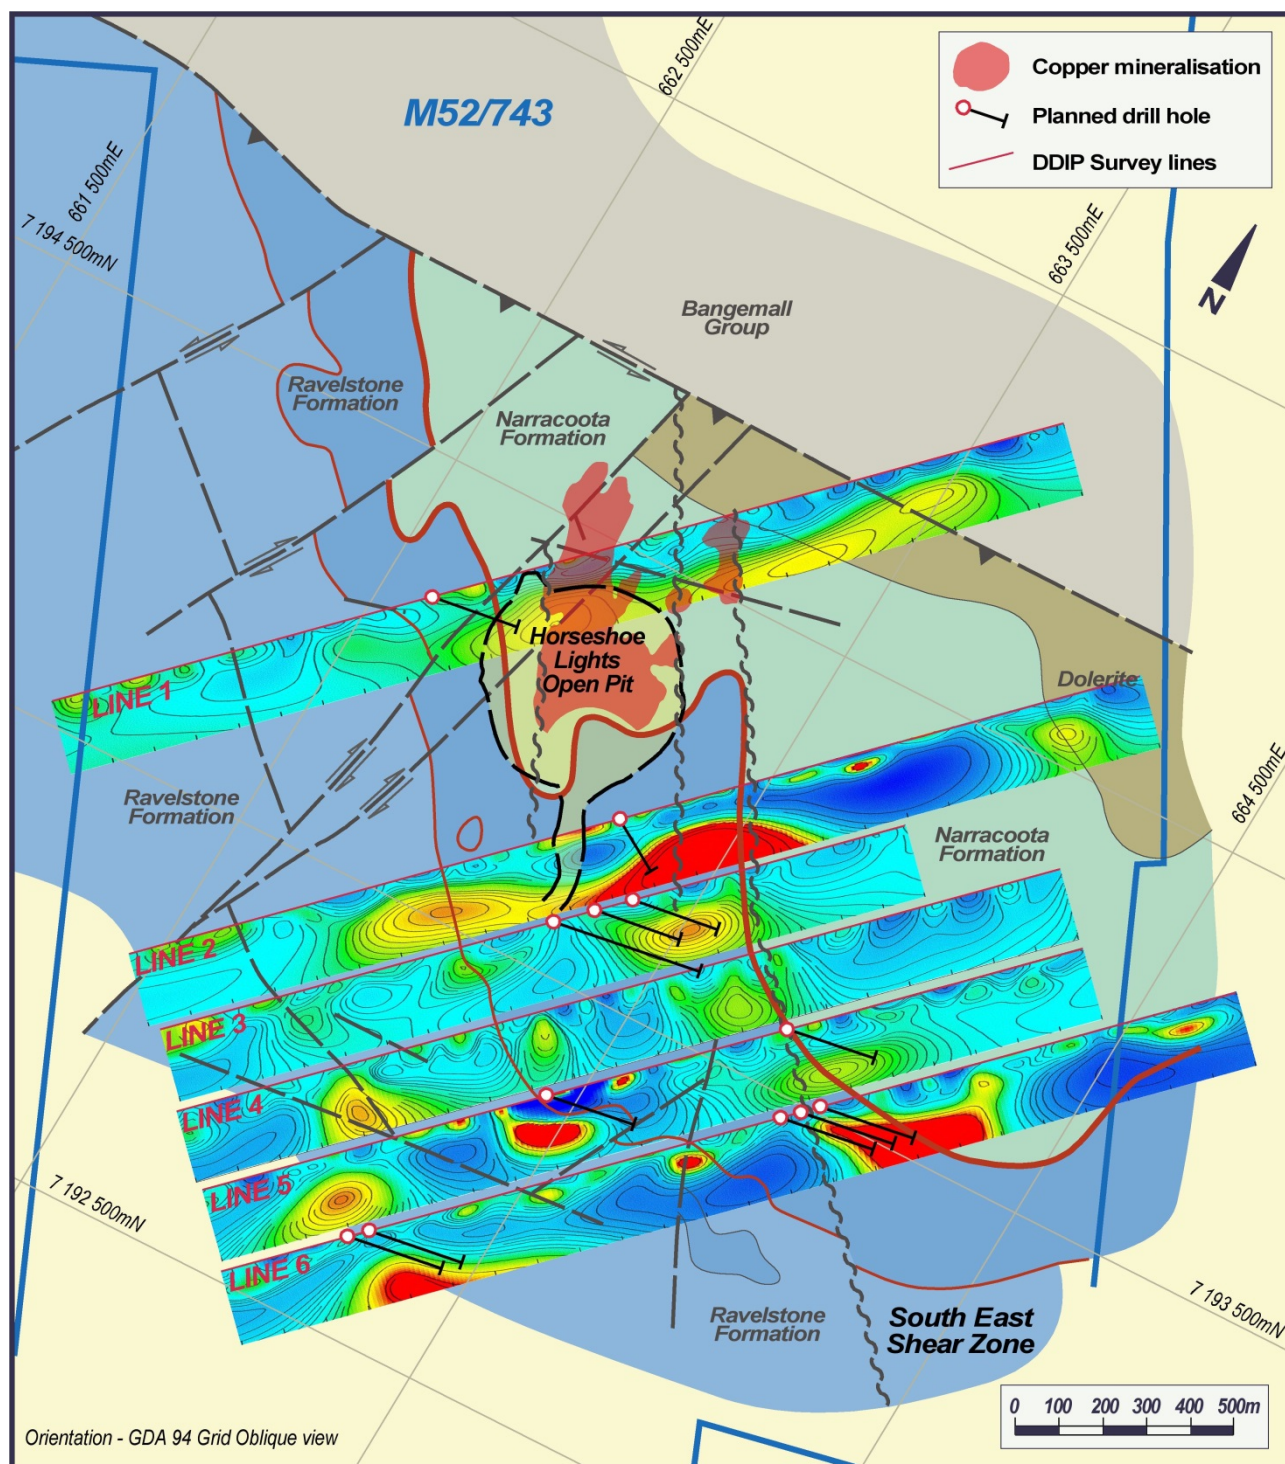 Copper mineralisation
Planned drill hole
DDIP Survey lines
M52/743
662 500mE
661 500mE
7 194 500mN
663 500mE
N
Bangemall
Group
Ravelstone
Formation
Narracoota
Formation
Horseshoe
Lights
Open Pit
Dolerite
LINE 1
Ravelstone
Formation
664 500mE
Narracoota
Formation
LINE 2
LINE 3
LINE 4
LINE 5
LINE 6
7 192 500mN
7 193 500mN
Ravelstone
Formation
South East
Shear Zone
0 100 200 300 400 500m
Orientation - GDA 94 Grid Oblique view